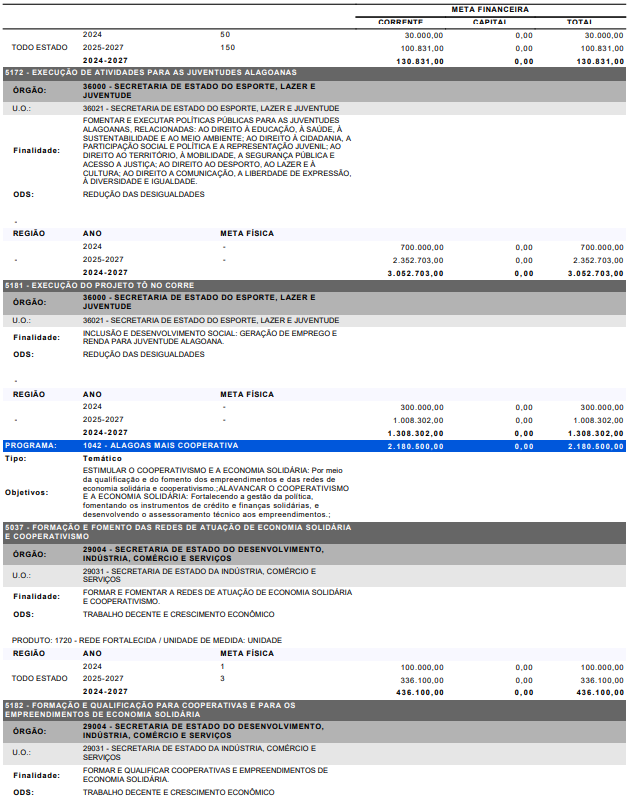 META FINANCEIRA
CORRENTE CAPITAL TOTAL
2024 50 30.000,00 0,00 30.000,00
TODO ESTADO 2025-2027 150 100.831,00 0,00 100.831,00
2024-2027 130.831,00 0,00 130.831,00
5172 - EXECUÇÃO DE ATIVIDADES PARA AS JUVENTUDES ALAGOANAS
ÓRGÃO: 36000 - SECRETARIA DE ESTADO DO ESPORTE, LAZER E
JUVENTUDE
U.O.: 36021 - SECRETARIA DE ESTADO DO ESPORTE, LAZER E JUVENTUDE
Finalidade: FOMENTAR E EXECUTAR POLÍTICAS PÚBLICAS PARA AS JUVENTUDES
ALAGOANAS, RELACIONADAS: AO DIREITO À EDUCAÇÃO, À SAÚDE, À
SUSTENTABILIDADE E AO MEIO AMBIENTE; AO DIREITO À CIDADANIA, A
PARTICIPAÇÃO SOCIAL E POLÍTICA E A REPRESENTAÇÃO JUVENIL; AO
DIREITO AO TERRITÓRIO, À MOBILIDADE, A SEGURANÇA PÚBLICA E
ACESSO A JUSTIÇA; AO DIREITO AO DESPORTO, AO LAZER E À
CULTURA; AO DIREITO A COMUNICAÇÃO, A LIBERDADE DE EXPRESSÃO,
À DIVERSIDADE E IGUALDADE.
ODS: REDUÇÃO DAS DESIGUALDADES
-
REGIÃO ANO META FÍSICA
2024 - 700.000,00 0,00 700.000,00
- 2025-2027 - 2.352.703,00 0,00 2.352.703,00
2024-2027 3.052.703,00 0,00 3.052.703,00
5181 - EXECUÇÃO DO PROJETO TÔ NO CORRE
ÓRGÃO: 36000 - SECRETARIA DE ESTADO DO ESPORTE, LAZER E
JUVENTUDE
U.O.: 36021 - SECRETARIA DE ESTADO DO ESPORTE, LAZER E JUVENTUDE
Finalidade: INCLUSÃO E DESENVOLVIMENTO SOCIAL: GERAÇÃO DE EMPREGO E
RENDA PARA JUVENTUDE ALAGOANA.
ODS: REDUÇÃO DAS DESIGUALDADES
-
REGIÃO ANO META FÍSICA
2024 - 300.000,00 0,00 300.000,00
- 2025-2027 - 1.008.302,00 0,00 1.008.302,00
2024-2027 1.308.302,00 0,00 1.308.302,00
PROGRAMA: 1042 - ALAGOAS MAIS COOPERATIVA 2.180.500,00 0,00 2.180.500,00
Tipo: Temático
Objetivos: ESTIMULAR O COOPERATIVISMO E A ECONOMIA SOLIDÁRIA: Por meio
da qualificação e do fomento dos empreendimentos e das redes de
economia solidária e cooperativismo.;ALAVANCAR O COOPERATIVISMO
E A ECONOMIA SOLIDÁRIA: Fortalecendo a gestão da política,
fomentando os instrumentos de crédito e finanças solidárias, e
desenvolvendo o assessoramento técnico aos empreendimentos.;
5037 - FORMAÇÃO E FOMENTO DAS REDES DE ATUAÇÃO DE ECONOMIA SOLIDÁRIA
E COOPERATIVISMO
ÓRGÃO: 29004 - SECRETARIA DE ESTADO DO DESENVOLVIMENTO,
INDÚSTRIA, COMÉRCIO E SERVIÇOS
U.O.: 29031 - SECRETARIA DE ESTADO DA INDÚSTRIA, COMÉRCIO E
SERVIÇOS
Finalidade: FORMAR E FOMENTAR A REDES DE ATUAÇÃO DE ECONOMIA SOLIDÁRIA
E COOPERATIVISMO.
ODS: TRABALHO DECENTE E CRESCIMENTO ECONÔMICO
PRODUTO: 1720 - REDE FORTALECIDA / UNIDADE DE MEDIDA: UNIDADE
REGIÃO ANO META FÍSICA
2024 1 100.000,00 0,00 100.000,00
TODO ESTADO 2025-2027 3 336.100,00 0,00 336.100,00
2024-2027 436.100,00 0,00 436.100,00
5182 - FORMAÇÃO E QUALIFICAÇÃO PARA COOPERATIVAS E PARA OS
EMPREENDIMENTOS DE ECONOMIA SOLIDÁRIA
ÓRGÃO: 29004 - SECRETARIA DE ESTADO DO DESENVOLVIMENTO,
INDÚSTRIA, COMÉRCIO E SERVIÇOS
U.O.: 29031 - SECRETARIA DE ESTADO DA INDÚSTRIA, COMÉRCIO E
SERVIÇOS
Finalidade: FORMAR E QUALIFICAR COOPERATIVAS E EMPREENDIMENTOS DE
ECONOMIA SOLIDÁRIA.
ODS: TRABALHO DECENTE E CRESCIMENTO ECONÔMICO